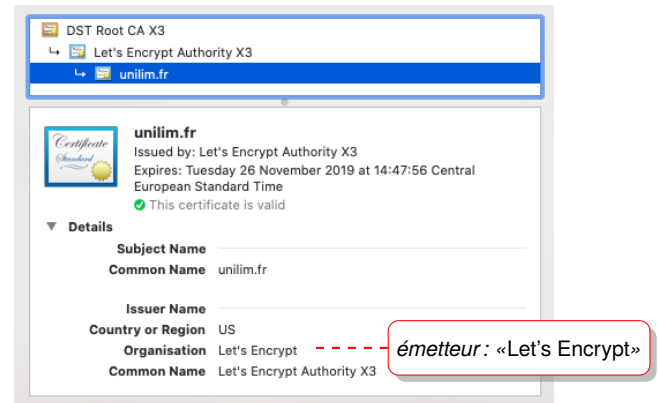 DST Root CA X3
↳ Let's Encrypt Authority X3
↳ unilim.fr
Certificate
Standard
unilim.fr
Issued by: Let's Encrypt Authority X3
Expires: Tuesday 26 November 2019 at 14:47:56 Central
European Standard Time
This certificate is valid
Details
Subject Name
Common Name unilim.fr
Issuer Name
Country or Region US
Organisation Let's Encrypt
émetteur : «Let's Encrypt»
Common Name Let's Encrypt Authority X3